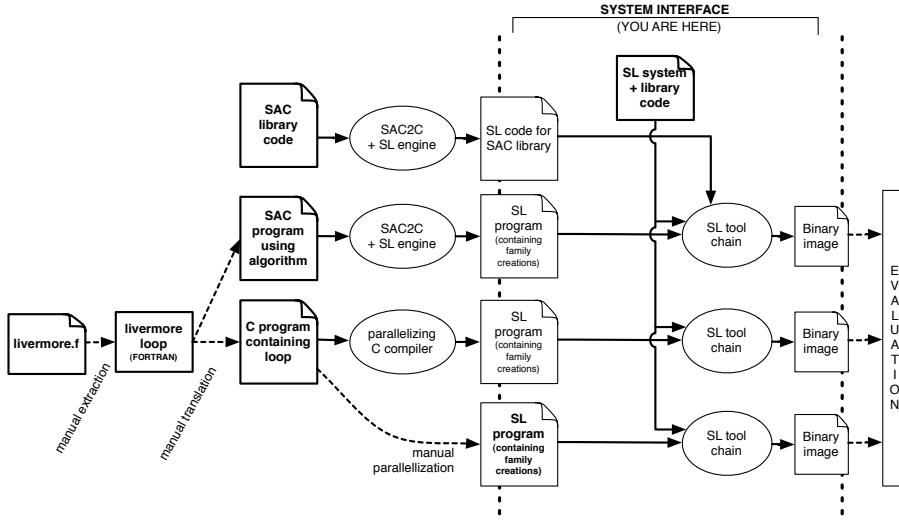 SYSTEM INTERFACE
(YOU ARE HERE)
SL system
+ library
code
SAC
library
code
SAC2C
+ SL engine
SL code for
SAC library
SAC
program
using
algorithm
SAC2C
+ SL engine
SL
program
(containing
family
creations)
SL tool
chain
Binary
image
livermore.f
livermore
loop
(FORTRAN)
C program
containing
loop
parallelizing
C compiler
SL
program
(containing
family
creations)
SL tool
chain
Binary
image
manual extraction
manual translation
manual
parallellization
SL
program
(containing
family
creations)
SL tool
chain
Binary
image
EVALUATION